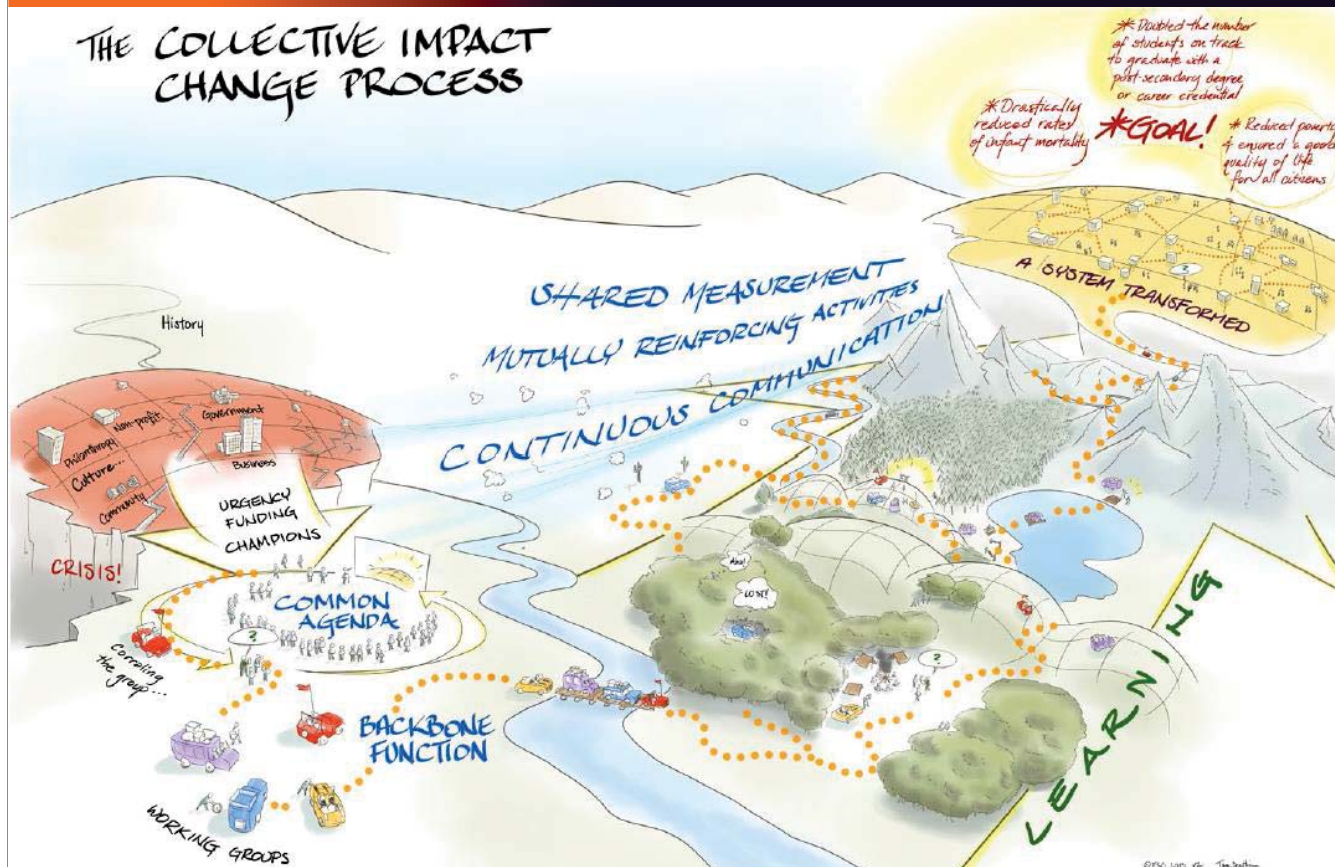 THE COLLECTIVE IMPACT
CHANGE PROCESS
* Doubled the number
of students on track
to graduate with a
post-secondary degree
or career credential
* Drastically
reduced rates
of infant mortality
* GOAL!
* Reduced poverty
& ensured a good
quality of life
for all citizens
A SYSTEM TRANSFORMED
?
SHARED MEASUREMENT
MUTUALLY REINFORCING ACTIVITIES
CONTINUOUS COMMUNICATION
History
Government
Non-profit
Philanthropy
Business
Culture...
Community
URGENCY
FUNDING
CHAMPIONS
CRISIS!
COMMON
AGENDA
?
Corraling
the group...
BACKBONE
FUNCTION
WORKING GROUPS
Aha!
LOST!
?
LEARNING